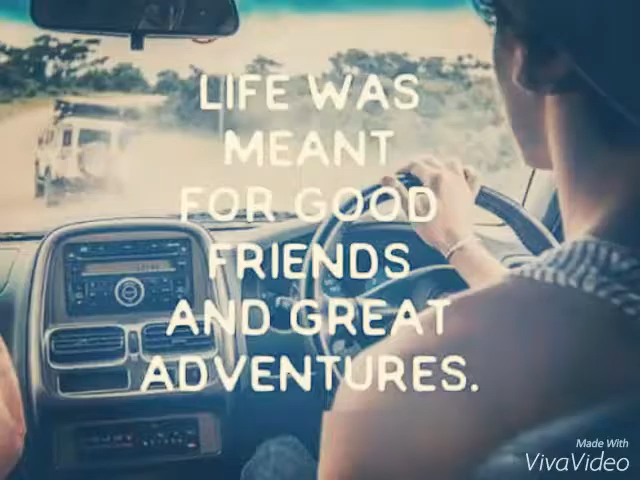 LIFE WAS
MEANT
FOR GOOD
FRIENDS
AND GREAT
ADVENTURES.
Made With
VivaVideo